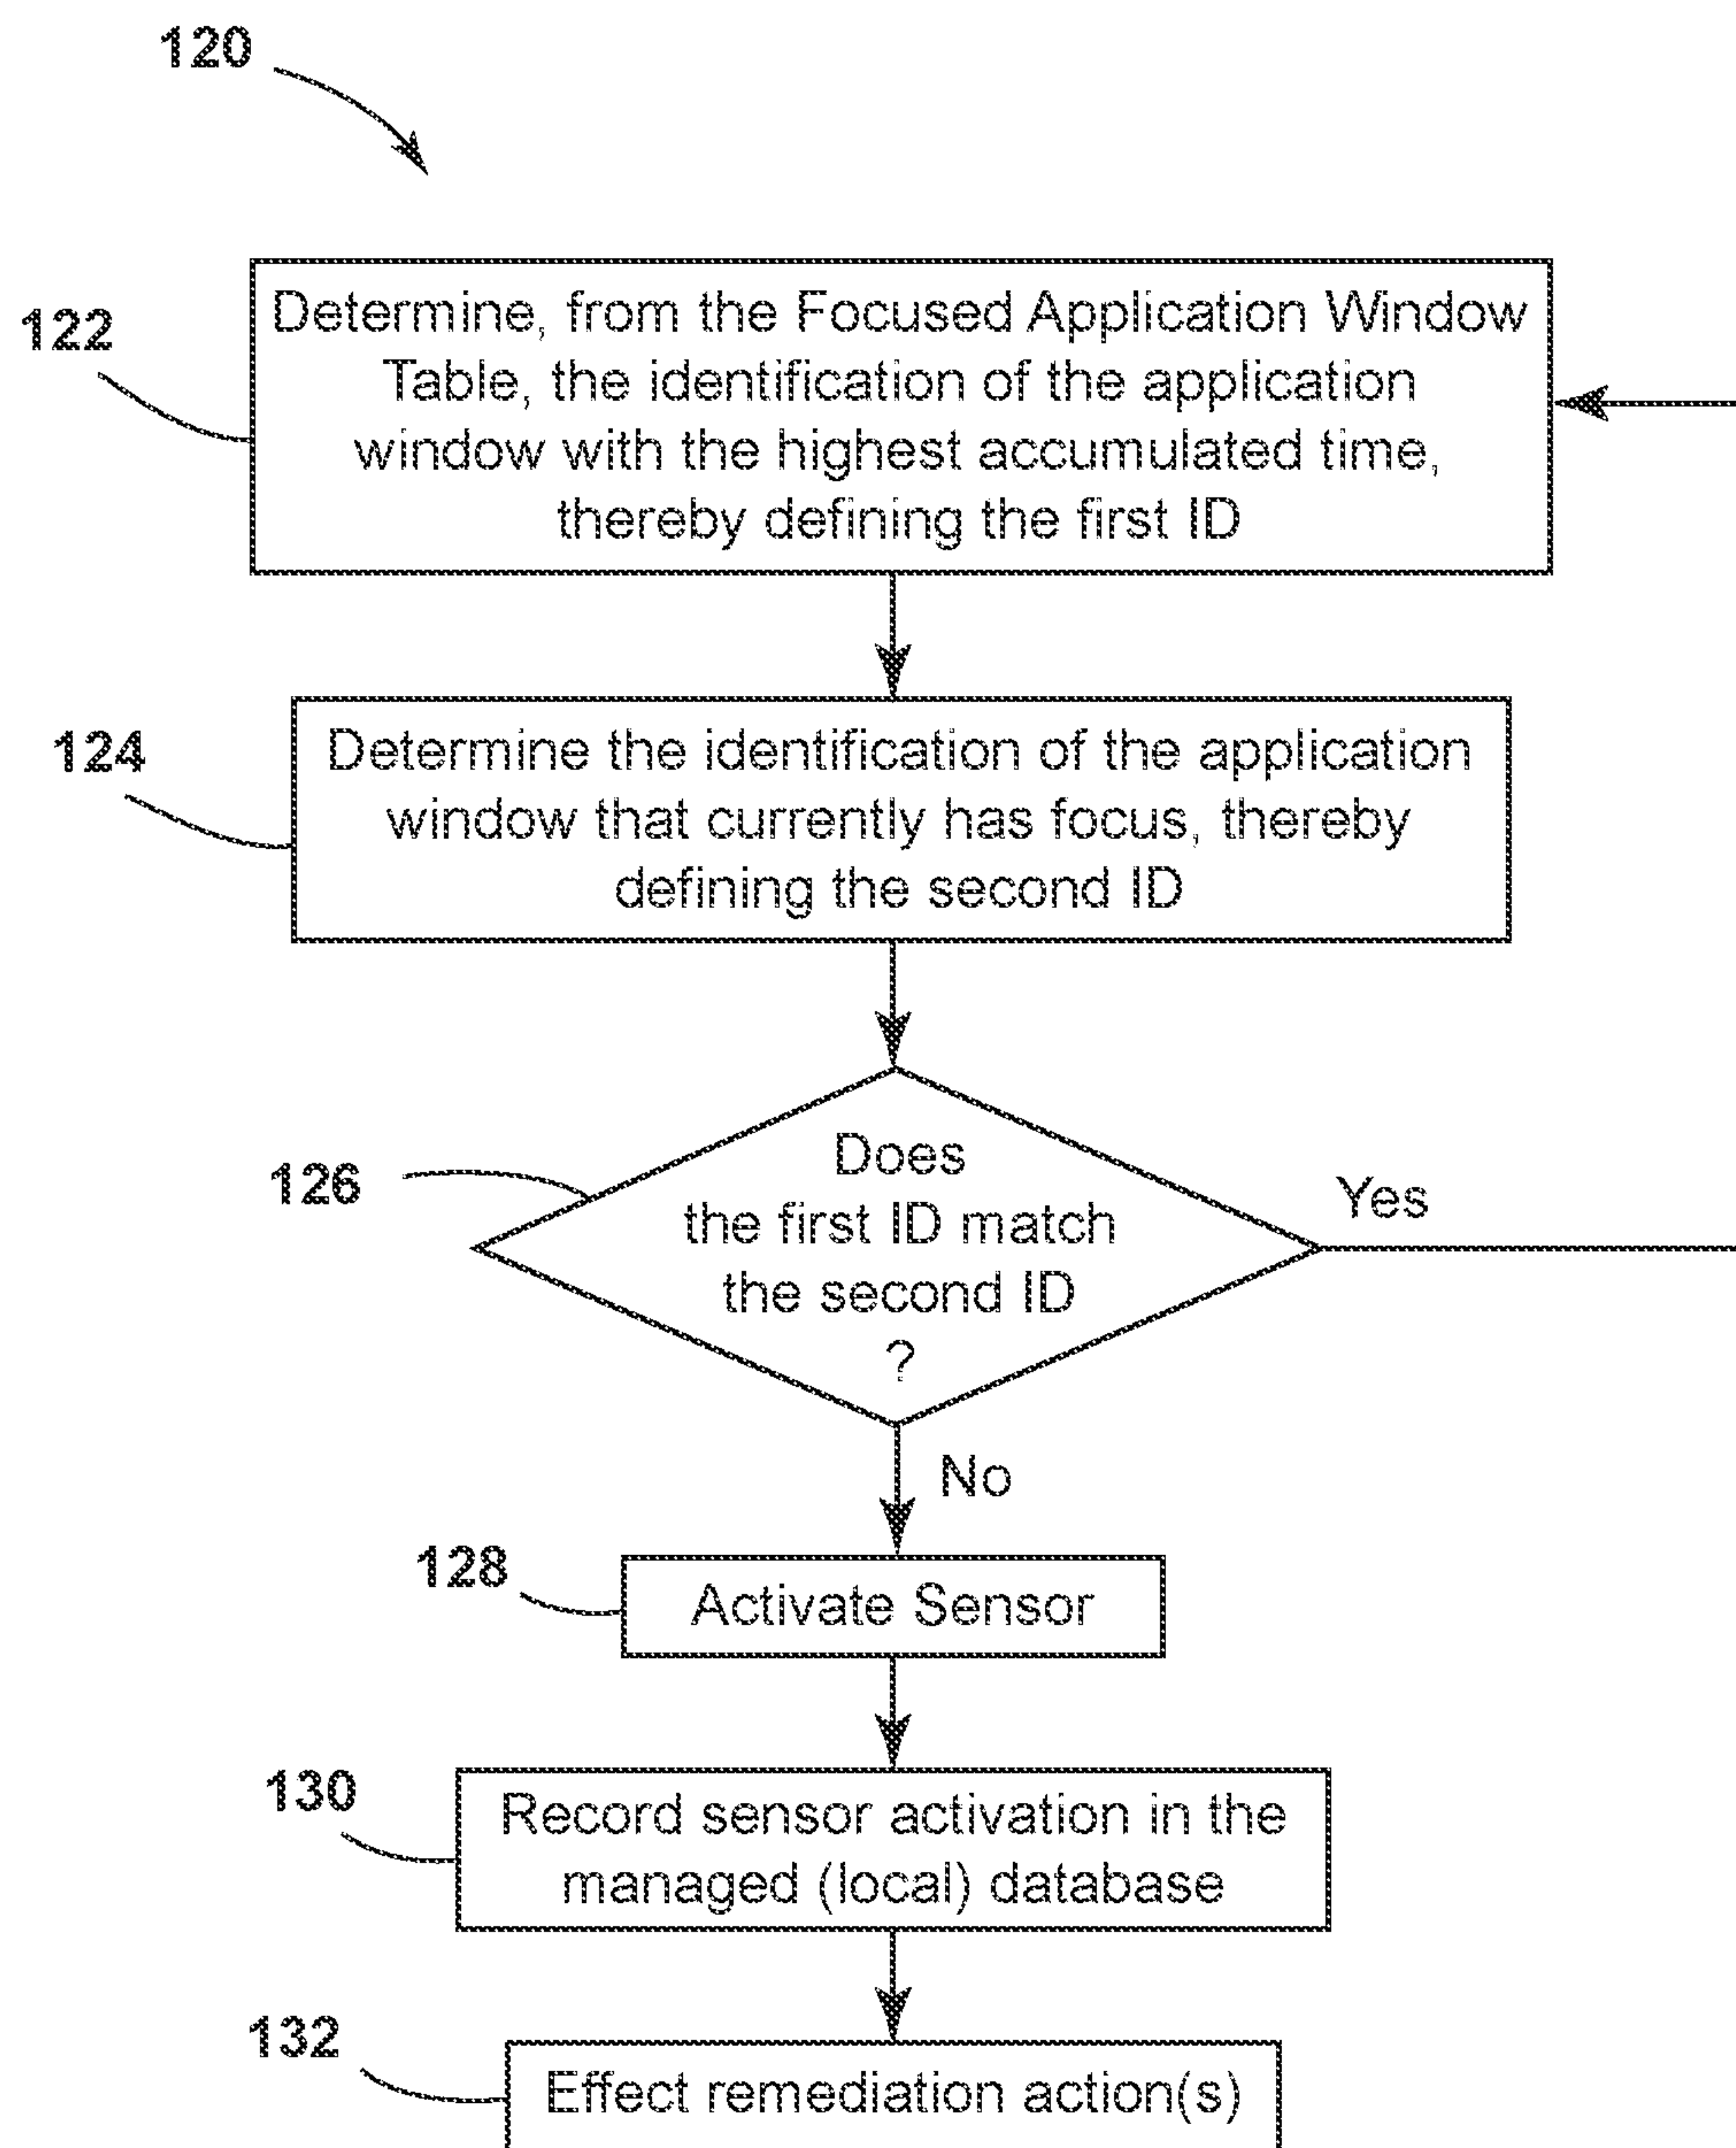 120
122
Determine, from the Focused Application Window
Table, the identification of the application
window with the highest accumulated time,
thereby defining the first ID
124
Determine the identification of the application
window that currently has focus, thereby
defining the second ID
126
Does
the first ID match
the second ID
?
Yes
No
128
Activate Sensor
130
Record sensor activation in the
managed (local) database
132
Effect remediation action(s)